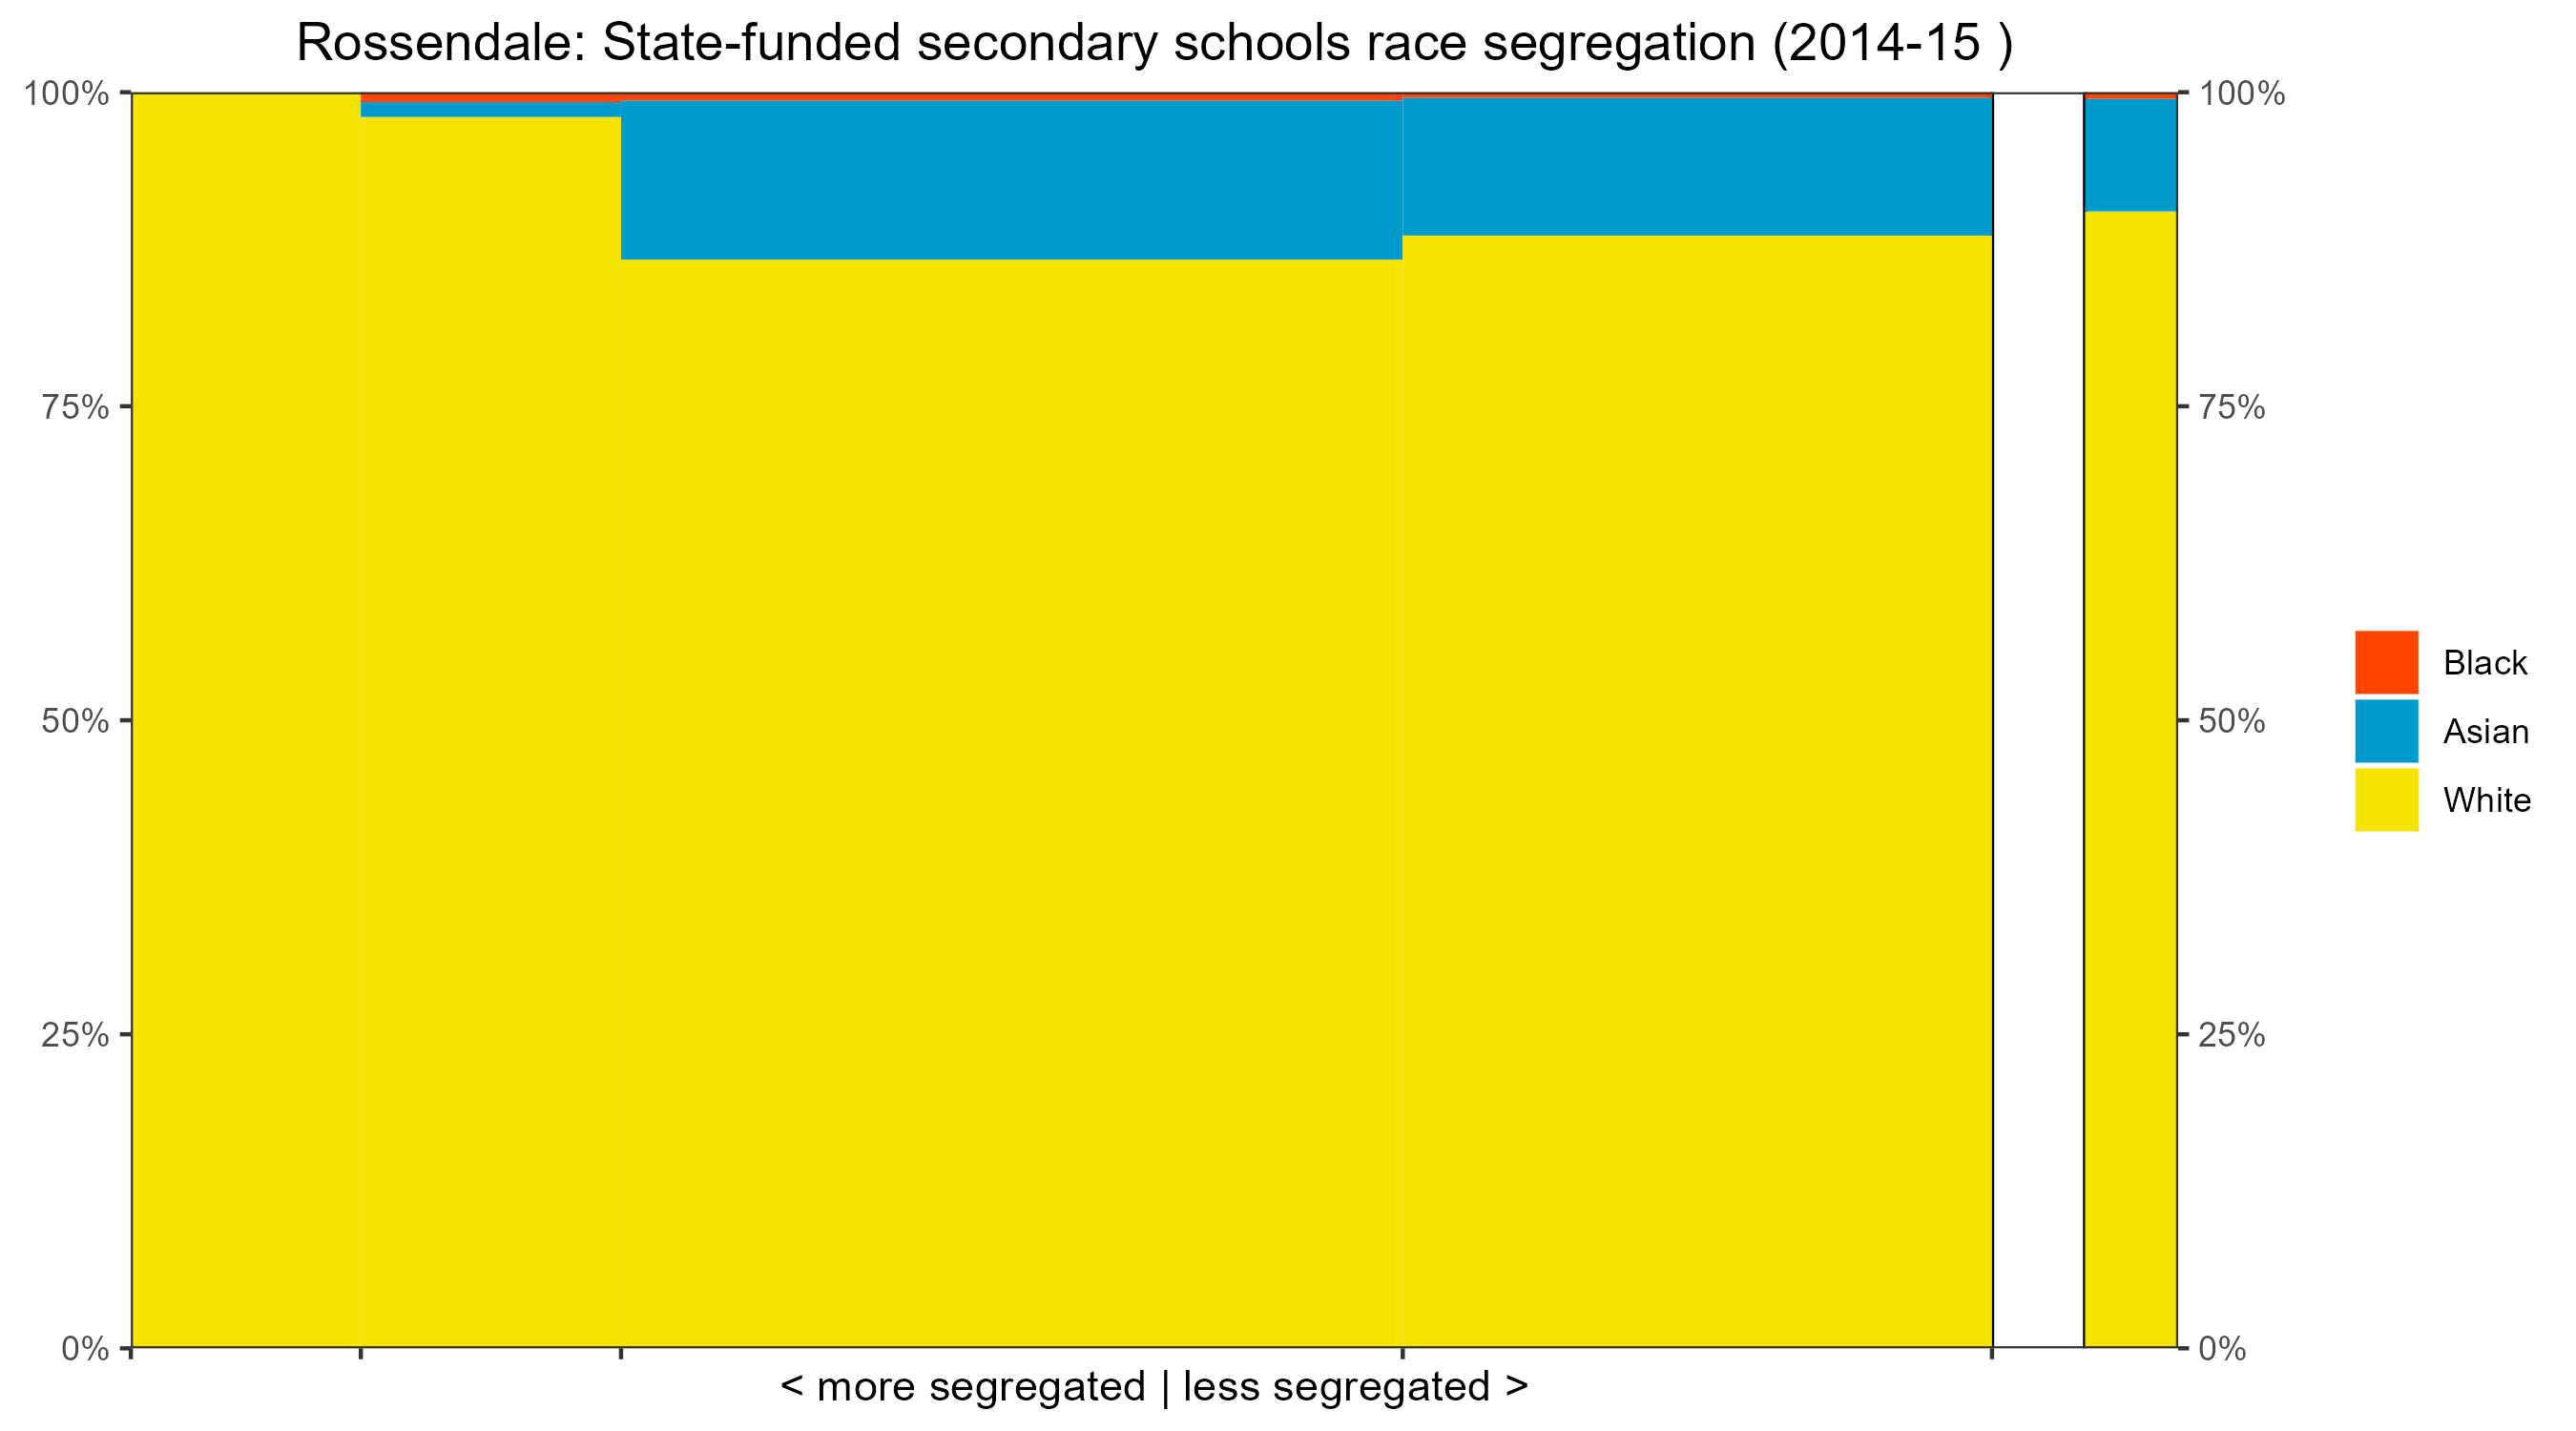 Rossendale: State-funded secondary schools race segregation (2014-15 )
100%
75%
50%
25%
0%
100%
75%
50%
25%
0%
Black
Asian
White
< more segregated | less segregated >